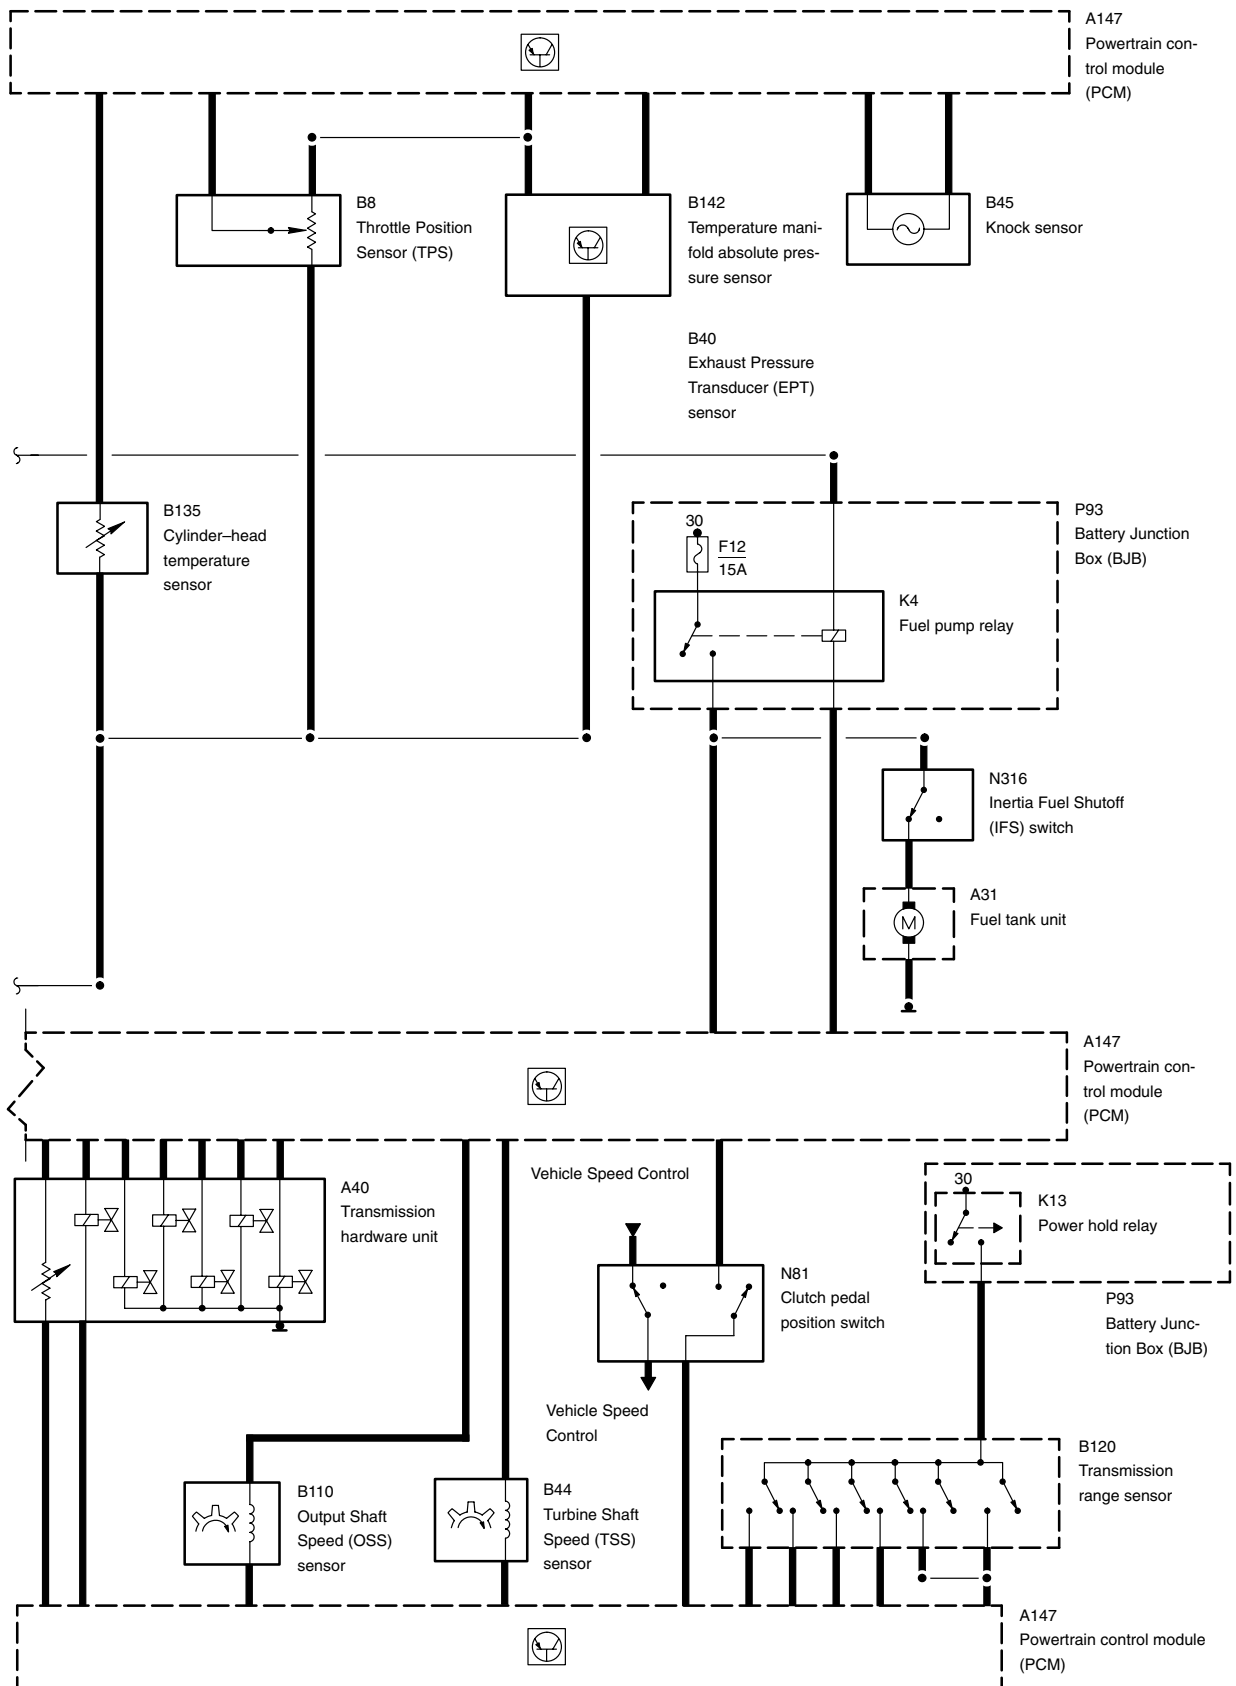 A147
Powertrain con-
trol module
(PCM)
B8
Throttle Position
Sensor (TPS)
B142
Temperature mani-
fold absolute pres-
sure sensor
B45
Knock sensor
B40
Exhaust Pressure
Transducer (EPT)
sensor
B135
Cylinder–head
temperature
sensor
30
F12
15A
P93
Battery Junction
Box (BJB)
K4
Fuel pump relay
N316
Inertia Fuel Shutoff
(IFS) switch
A31
Fuel tank unit
M
A147
Powertrain con-
trol module
(PCM)
A40
Transmission
hardware unit
Vehicle Speed Control
30
K13
Power hold relay
N81
Clutch pedal
position switch
P93
Battery Junc-
tion Box (BJB)
Vehicle Speed
Control
B110
Output Shaft
Speed (OSS)
sensor
B44
Turbine Shaft
Speed (TSS)
sensor
B120
Transmission
range sensor
A147
Powertrain control module
(PCM)